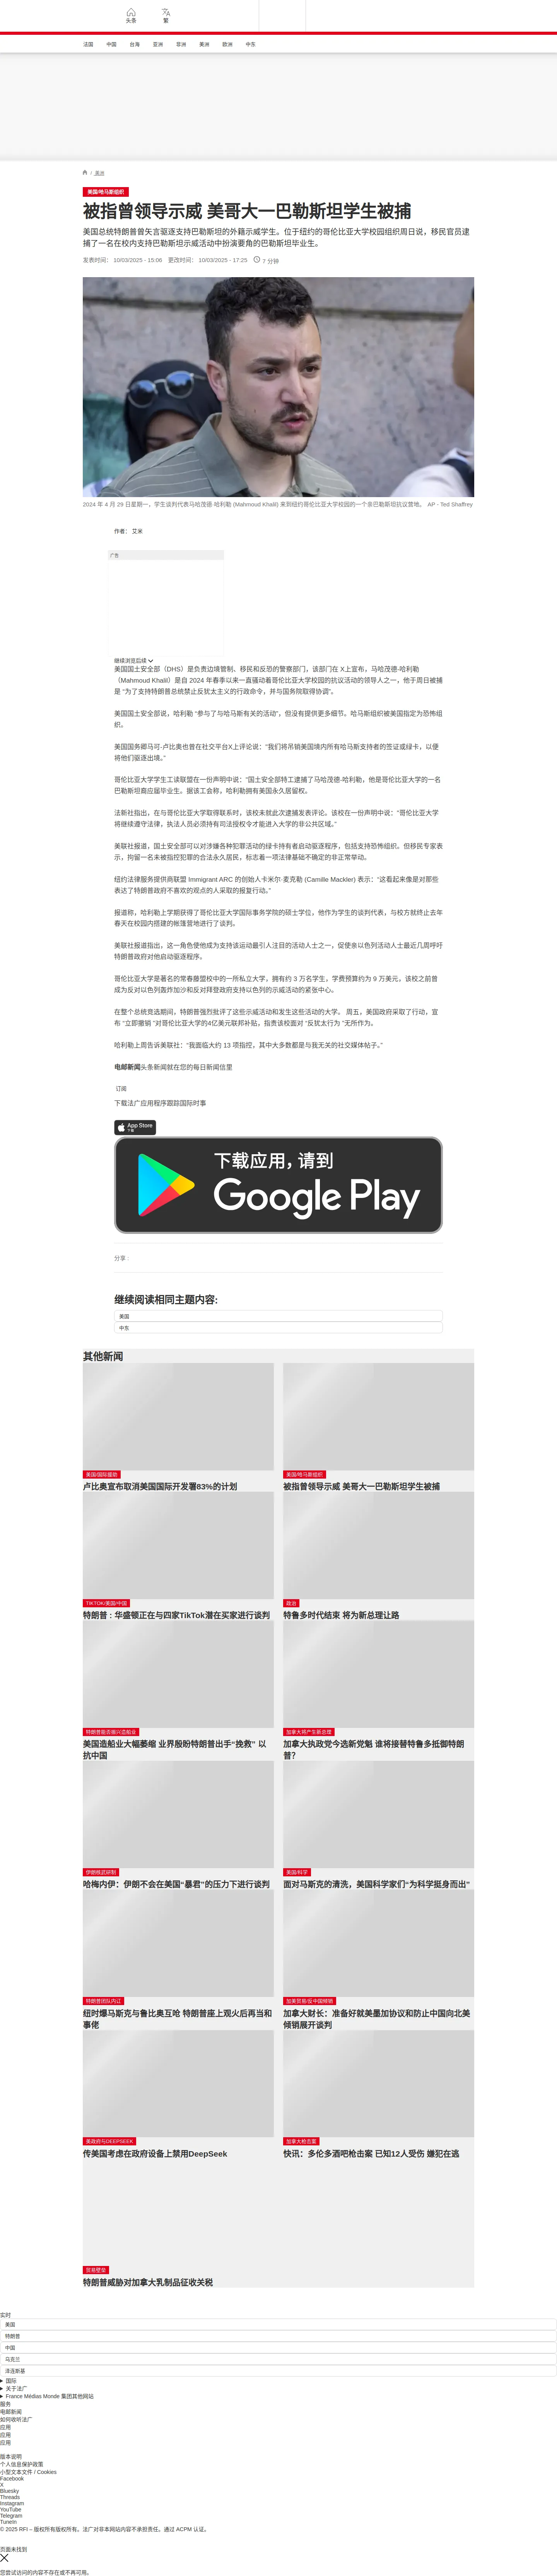 头条
繁
法国
中国
台海
亚洲
非洲
美洲
欧洲
中东
/ 美洲
美国/哈马斯组织
被指曾领导示威 美哥大一巴勒斯坦学生被捕
美国总统特朗普曾矢言驱逐支持巴勒斯坦的外籍示威学生。位于纽约的哥伦比亚大学校园组织周日说，移民官员逮
捕了一名在校内支持巴勒斯坦示威活动中扮演要角的巴勒斯坦毕业生。
发表时间： 10/03/2025 - 15:06 更改时间： 10/03/2025 - 17:25 7 分钟
2024 年 4 月 29 日星期一，学生谈判代表马哈茂德·哈利勒 (Mahmoud Khalil) 来到纽约哥伦比亚大学校园的一个亲巴勒斯坦抗议营地。 AP - Ted Shaffrey
作者： 艾米
广告
继续浏览后续
美国国土安全部（DHS）是负责边境管制、移民和反恐的警察部门，该部门在 X上宣布，马哈茂德-哈利勒
（Mahmoud Khalil）是自 2024 年春季以来一直骚动着哥伦比亚大学校园的抗议活动的领导人之一，他于周日被捕
是 “为了支持特朗普总统禁止反犹太主义的行政命令，并与国务院取得协调”。
美国国土安全部说，哈利勒 “参与了与哈马斯有关的活动”，但没有提供更多细节。哈马斯组织被美国指定为恐怖组
织。
美国国务卿马可-卢比奥也曾在社交平台X上评论说：“我们将吊销美国境内所有哈马斯支持者的签证或绿卡，以便
将他们驱逐出境。”
哥伦比亚大学学生工读联盟在一份声明中说：”国土安全部特工逮捕了马哈茂德-哈利勒，他是哥伦比亚大学的一名
巴勒斯坦裔应届毕业生。据该工会称，哈利勒拥有美国永久居留权。
法新社指出，在与哥伦比亚大学取得联系时，该校未就此次逮捕发表评论。该校在一份声明中说：“哥伦比亚大学
将继续遵守法律，执法人员必须持有司法授权令才能进入大学的非公共区域。”
美联社报道，国土安全部可以对涉嫌各种犯罪活动的绿卡持有者启动驱逐程序，包括支持恐怖组织。但移民专家表
示，拘留一名未被指控犯罪的合法永久居民，标志着一项法律基础不确定的非正常举动。
纽约法律服务提供商联盟 Immigrant ARC 的创始人卡米尔·麦克勒 (Camille Mackler) 表示：“这看起来像是对那些
表达了特朗普政府不喜欢的观点的人采取的报复行动。”
报道称，哈利勒上学期获得了哥伦比亚大学国际事务学院的硕士学位，他作为学生的谈判代表，与校方就终止去年
春天在校园内搭建的帐篷营地进行了谈判。
美联社报道指出，这一角色使他成为支持该运动最引人注目的活动人士之一，促使亲以色列活动人士最近几周呼吁
特朗普政府对他启动驱逐程序。
哥伦比亚大学是著名的常春藤盟校中的一所私立大学，拥有约 3 万名学生，学费预算约为 9 万美元，该校之前曾
成为反对以色列轰炸加沙和反对拜登政府支持以色列的示威活动的紧张中心。
在整个总统竞选期间，特朗普强烈批评了这些示威活动和发生这些活动的大学。 周五，美国政府采取了行动，宣
布 “立即撤销 ”对哥伦比亚大学的4亿美元联邦补贴，指责该校面对 “反犹太行为 ”无所作为。
哈利勒上周告诉美联社：“我面临大约 13 项指控，其中大多数都是与我无关的社交媒体帖子。”
电邮新闻头条新闻就在您的每日新闻信里
订阅
下载法广应用程序跟踪国际时事
App Store
下载
下载应用，请到
Google Play
分享 :
继续阅读相同主题内容:
美国
中东
其他新闻
美国/国际援助
卢比奥宣布取消美国国际开发署83%的计划
美国/哈马斯组织
被指曾领导示威 美哥大一巴勒斯坦学生被捕
TIKTOK/美国/中国
特朗普 : 华盛顿正在与四家TikTok潜在买家进行谈判
政治
特鲁多时代结束 将为新总理让路
特朗普能否振兴造船业
美国造船业大幅萎缩 业界殷盼特朗普出手“挽救” 以
抗中国
加拿大将产生新总理
加拿大执政党今选新党魁 谁将接替特鲁多抵御特朗
普?
伊朗核武研制
哈梅内伊：伊朗不会在美国“暴君”的压力下进行谈判
美国/科学
面对马斯克的清洗，美国科学家们“为科学挺身而出”
特朗普团队内讧
纽时爆马斯克与鲁比奥互呛 特朗普座上观火后再当和
事佬
加美贸易/反中国倾销
加拿大财长：准备好就美墨加协议和防止中国向北美
倾销展开谈判
美政府与DEEPSEEK
传美国考虑在政府设备上禁用DeepSeek
加拿大枪击案
快讯：多伦多酒吧枪击案 已知12人受伤 嫌犯在逃
贸易壁垒
特朗普威胁对加拿大乳制品征收关税
实时
美国
特朗普
中国
乌克兰
泽连斯基
国际
关于法广
France Médias Monde 集团其他网站
服务
电邮新闻
如何收听法广
应用
应用
应用
版本说明
个人信息保护政策
小型文本文件 / Cookies
Facebook
X
Bluesky
Threads
Instagram
YouTube
Telegram
TuneIn
© 2025 RFI – 版权所有版权所有。法广对非本网站内容不承担责任。通过 ACPM 认证。
页面未找到
您尝试访问的内容不存在或不再可用。